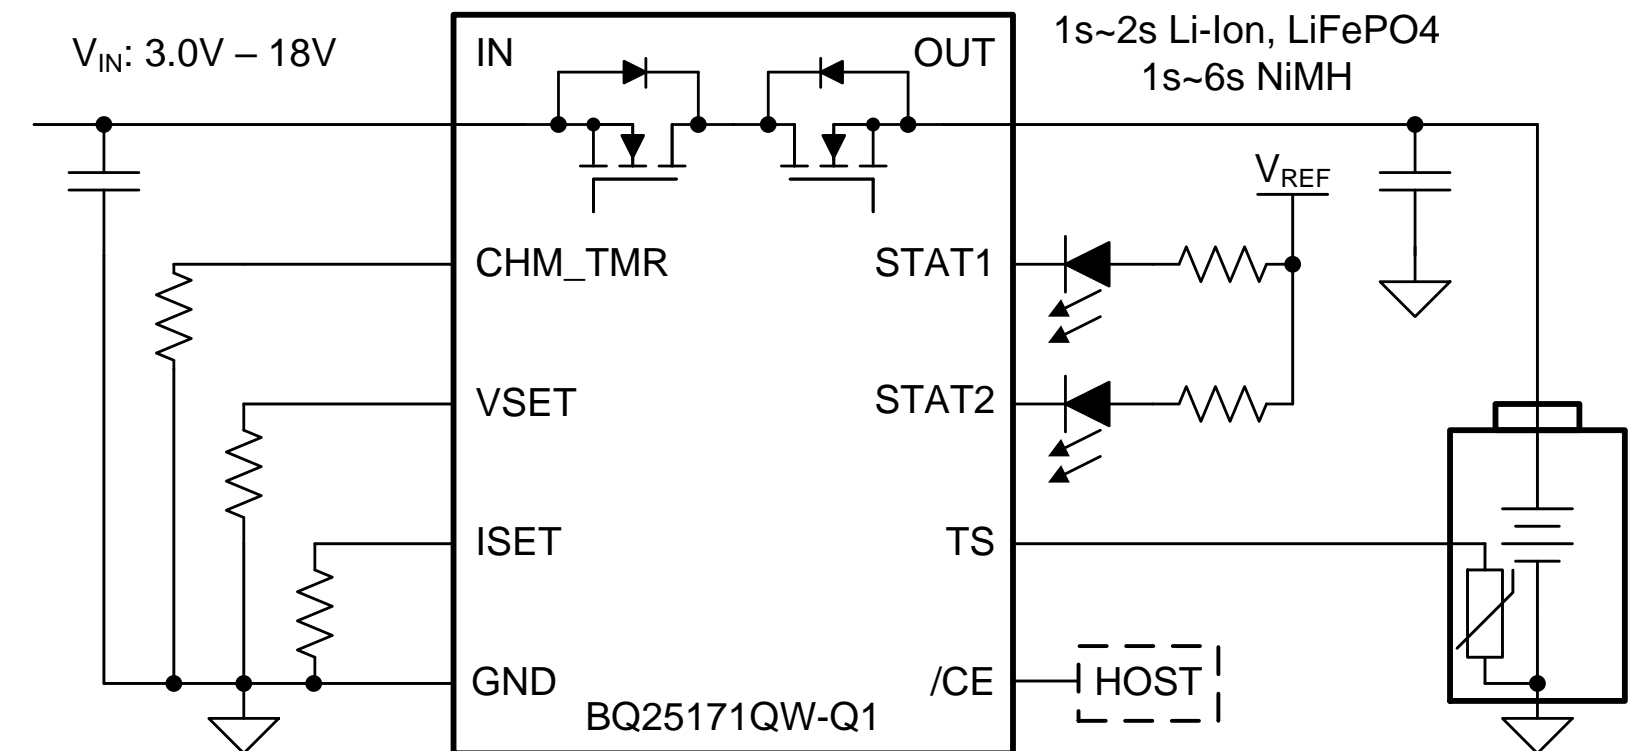 V_IN: 3.0V – 18V
IN
OUT
1s~2s Li-Ion, LiFePO4
1s~6s NiMH
V_REF
CHM_TMR
STAT1
VSET
STAT2
ISET
TS
GND
/CE
HOST
BQ25171QW-Q1